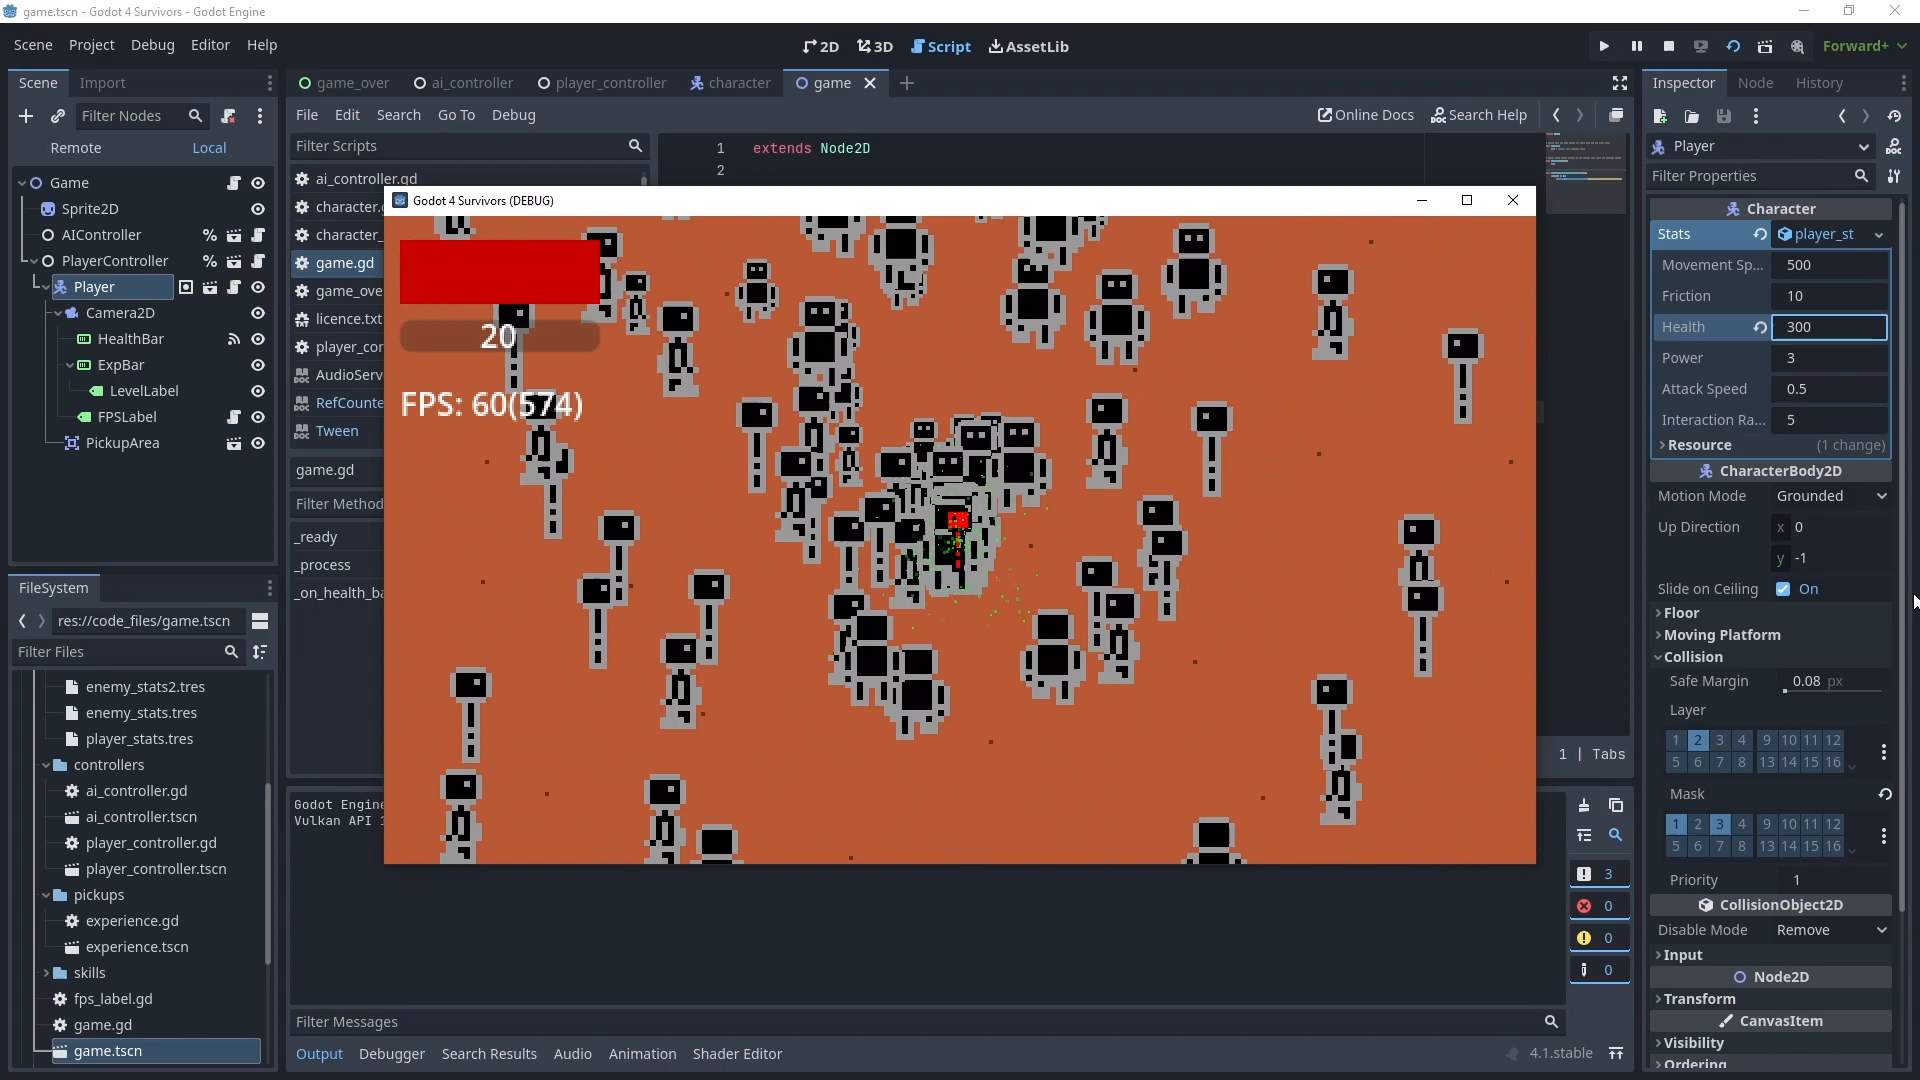 game.tscn - Godot 4 Survivors - Godot Engine
Scene Project Debug Editor Help
2D 3D Script AssetLib
Forward+
Scene Import
Filter Nodes
Remote Local
Game
Sprite2D
AIController
PlayerController
Player
Camera2D
HealthBar
ExpBar
LevelLabel
FPSLabel
PickupArea
FileSystem
res://code_files/game.tscn
Filter Files
enemy_stats2.tres
enemy_stats.tres
player_stats.tres
controllers
ai_controller.gd
ai_controller.tscn
player_controller.gd
player_controller.tscn
pickups
experience.gd
experience.tscn
skills
fps_label.gd
game.gd
game.tscn
game_over ai_controller player_controller character game
File Edit Search Go To Debug
Online Docs Search Help
Filter Scripts
ai_controller.gd
character.
character_
game.gd
game_ove
licence.txt
player_cor
AudioServ
RefCounte
Tween
game.gd
Filter Method
_ready
_process
_on_health_ba
1 extends Node2D
2
Godot 4 Survivors (DEBUG)
20
FPS: 60(574)
1 | Tabs
Godot Engine
Vulkan API 1
3
0
0
0
Filter Messages
Output Debugger Search Results Audio Animation Shader Editor
4.1.stable
Inspector Node History
Player
Filter Properties
Character
Stats player_st
Movement Sp... 500
Friction 10
Health 300
Power 3
Attack Speed 0.5
Interaction Ra... 5
Resource (1 change)
CharacterBody2D
Motion Mode Grounded
Up Direction x 0
y -1
Slide on Ceiling On
Floor
Moving Platform
Collision
Safe Margin 0.08 px
Layer
1 2 3 4 9 10 11 12
5 6 7 8 13 14 15 16
Mask
1 2 3 4 9 10 11 12
5 6 7 8 13 14 15 16
Priority 1
CollisionObject2D
Disable Mode Remove
Input
Node2D
Transform
CanvasItem
Visibility
Ordering